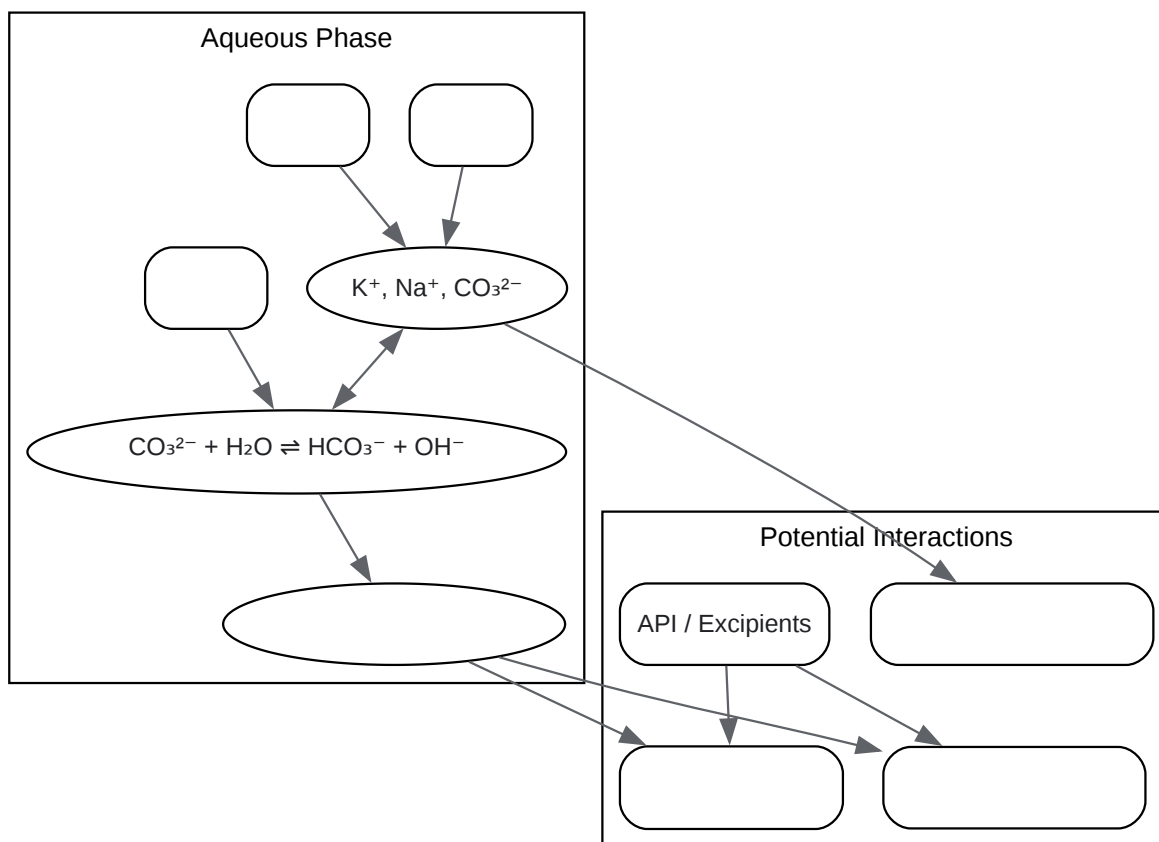 Aqueous Phase
K⁺, Na⁺, CO₃²⁻
CO₃²⁻ + H₂O ⇌ HCO₃⁻ + OH⁻
Potential Interactions
API / Excipients